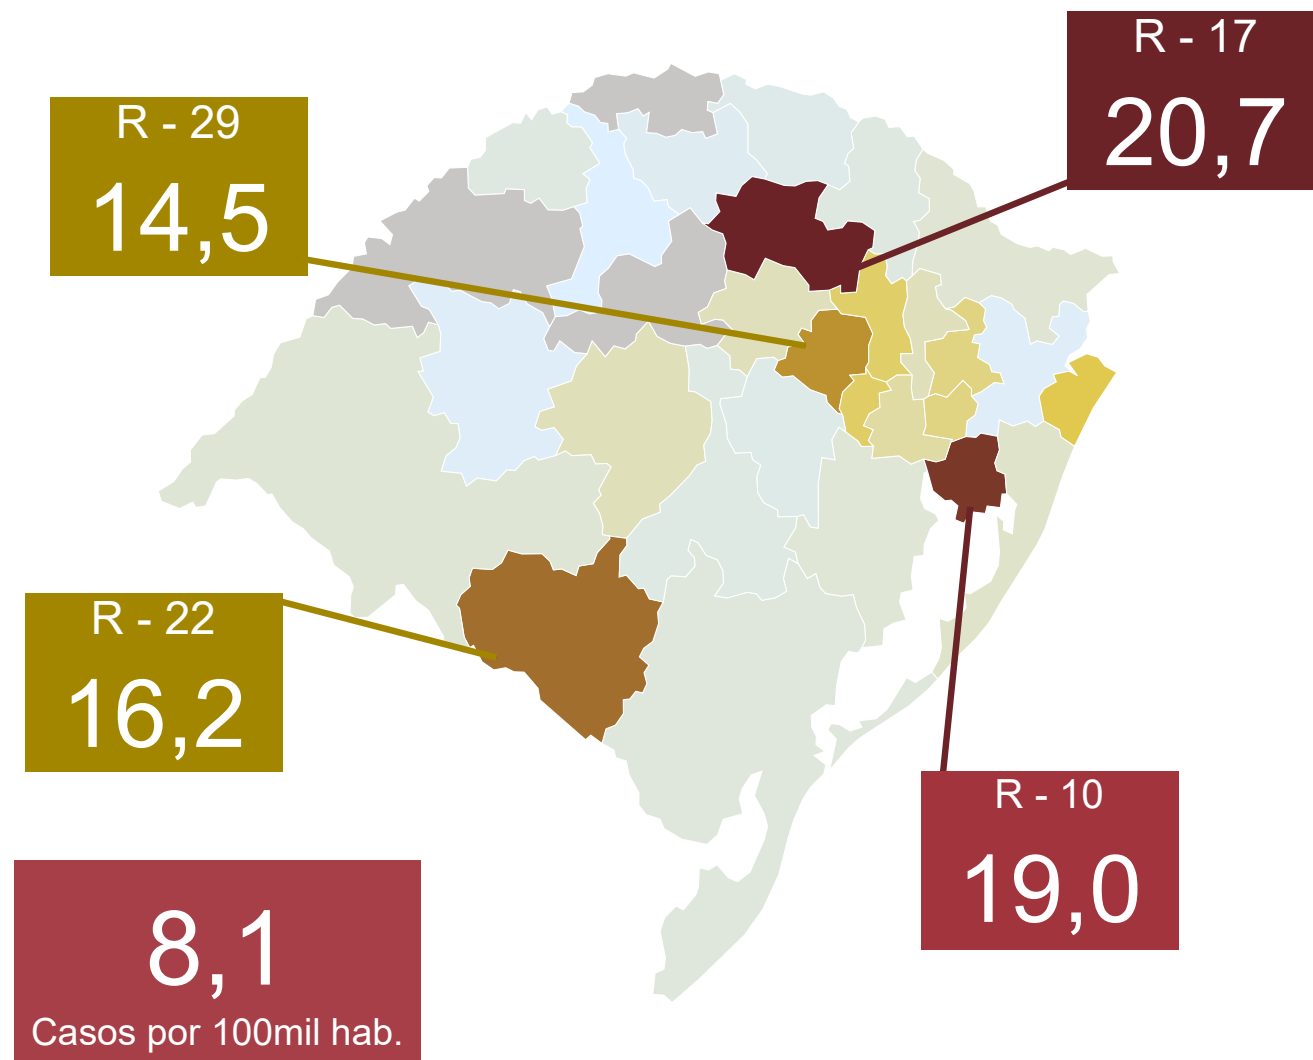 R - 17
20,7
R - 29
14,5
R - 22
16,2
R - 10
19,0
8,1
Casos por 100mil hab.